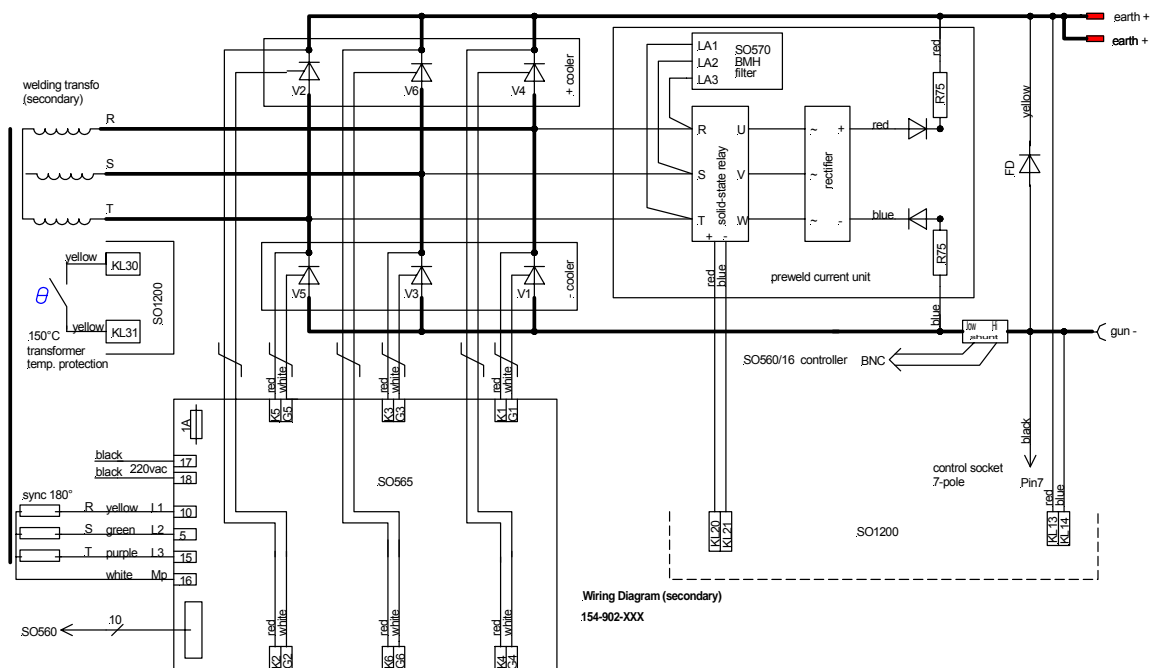 earth +
earth +
red
yellow
LA1
LA2
LA3
SO570
BMH
filter
+ cooler
V2
V6
V4
R75
welding transfo
(secondary)
R
S
T
R
S
T
U
V
W
+
-
solid-state relay
~
~
~
+
-
rectifier
red
blue
FD
R75
preweld current unit
yellow
KL30
yellow
KL31
SO1200
θ
150°C
transformer
temp. protection
- cooler
V5
V3
V1
red
blue
blue
low
Hi
shunt
gun -
SO560/16 controller
BNC
red
white
red
white
red
white
K5
G5
K3
G3
K1
G1
1A
black
17
black
220vac
18
SO565
black
control socket
7-pole
Pin7
red
blue
sync 180°
R
yellow
L1
10
S
green
L2
5
T
purple
L3
15
white
Mp
16
KL20
KL21
SO1200
KL13
KL14
SO560
10
red
white
red
white
red
white
K2
G2
K6
G6
K4
G4
Wiring Diagram (secondary)
154-902-XXX